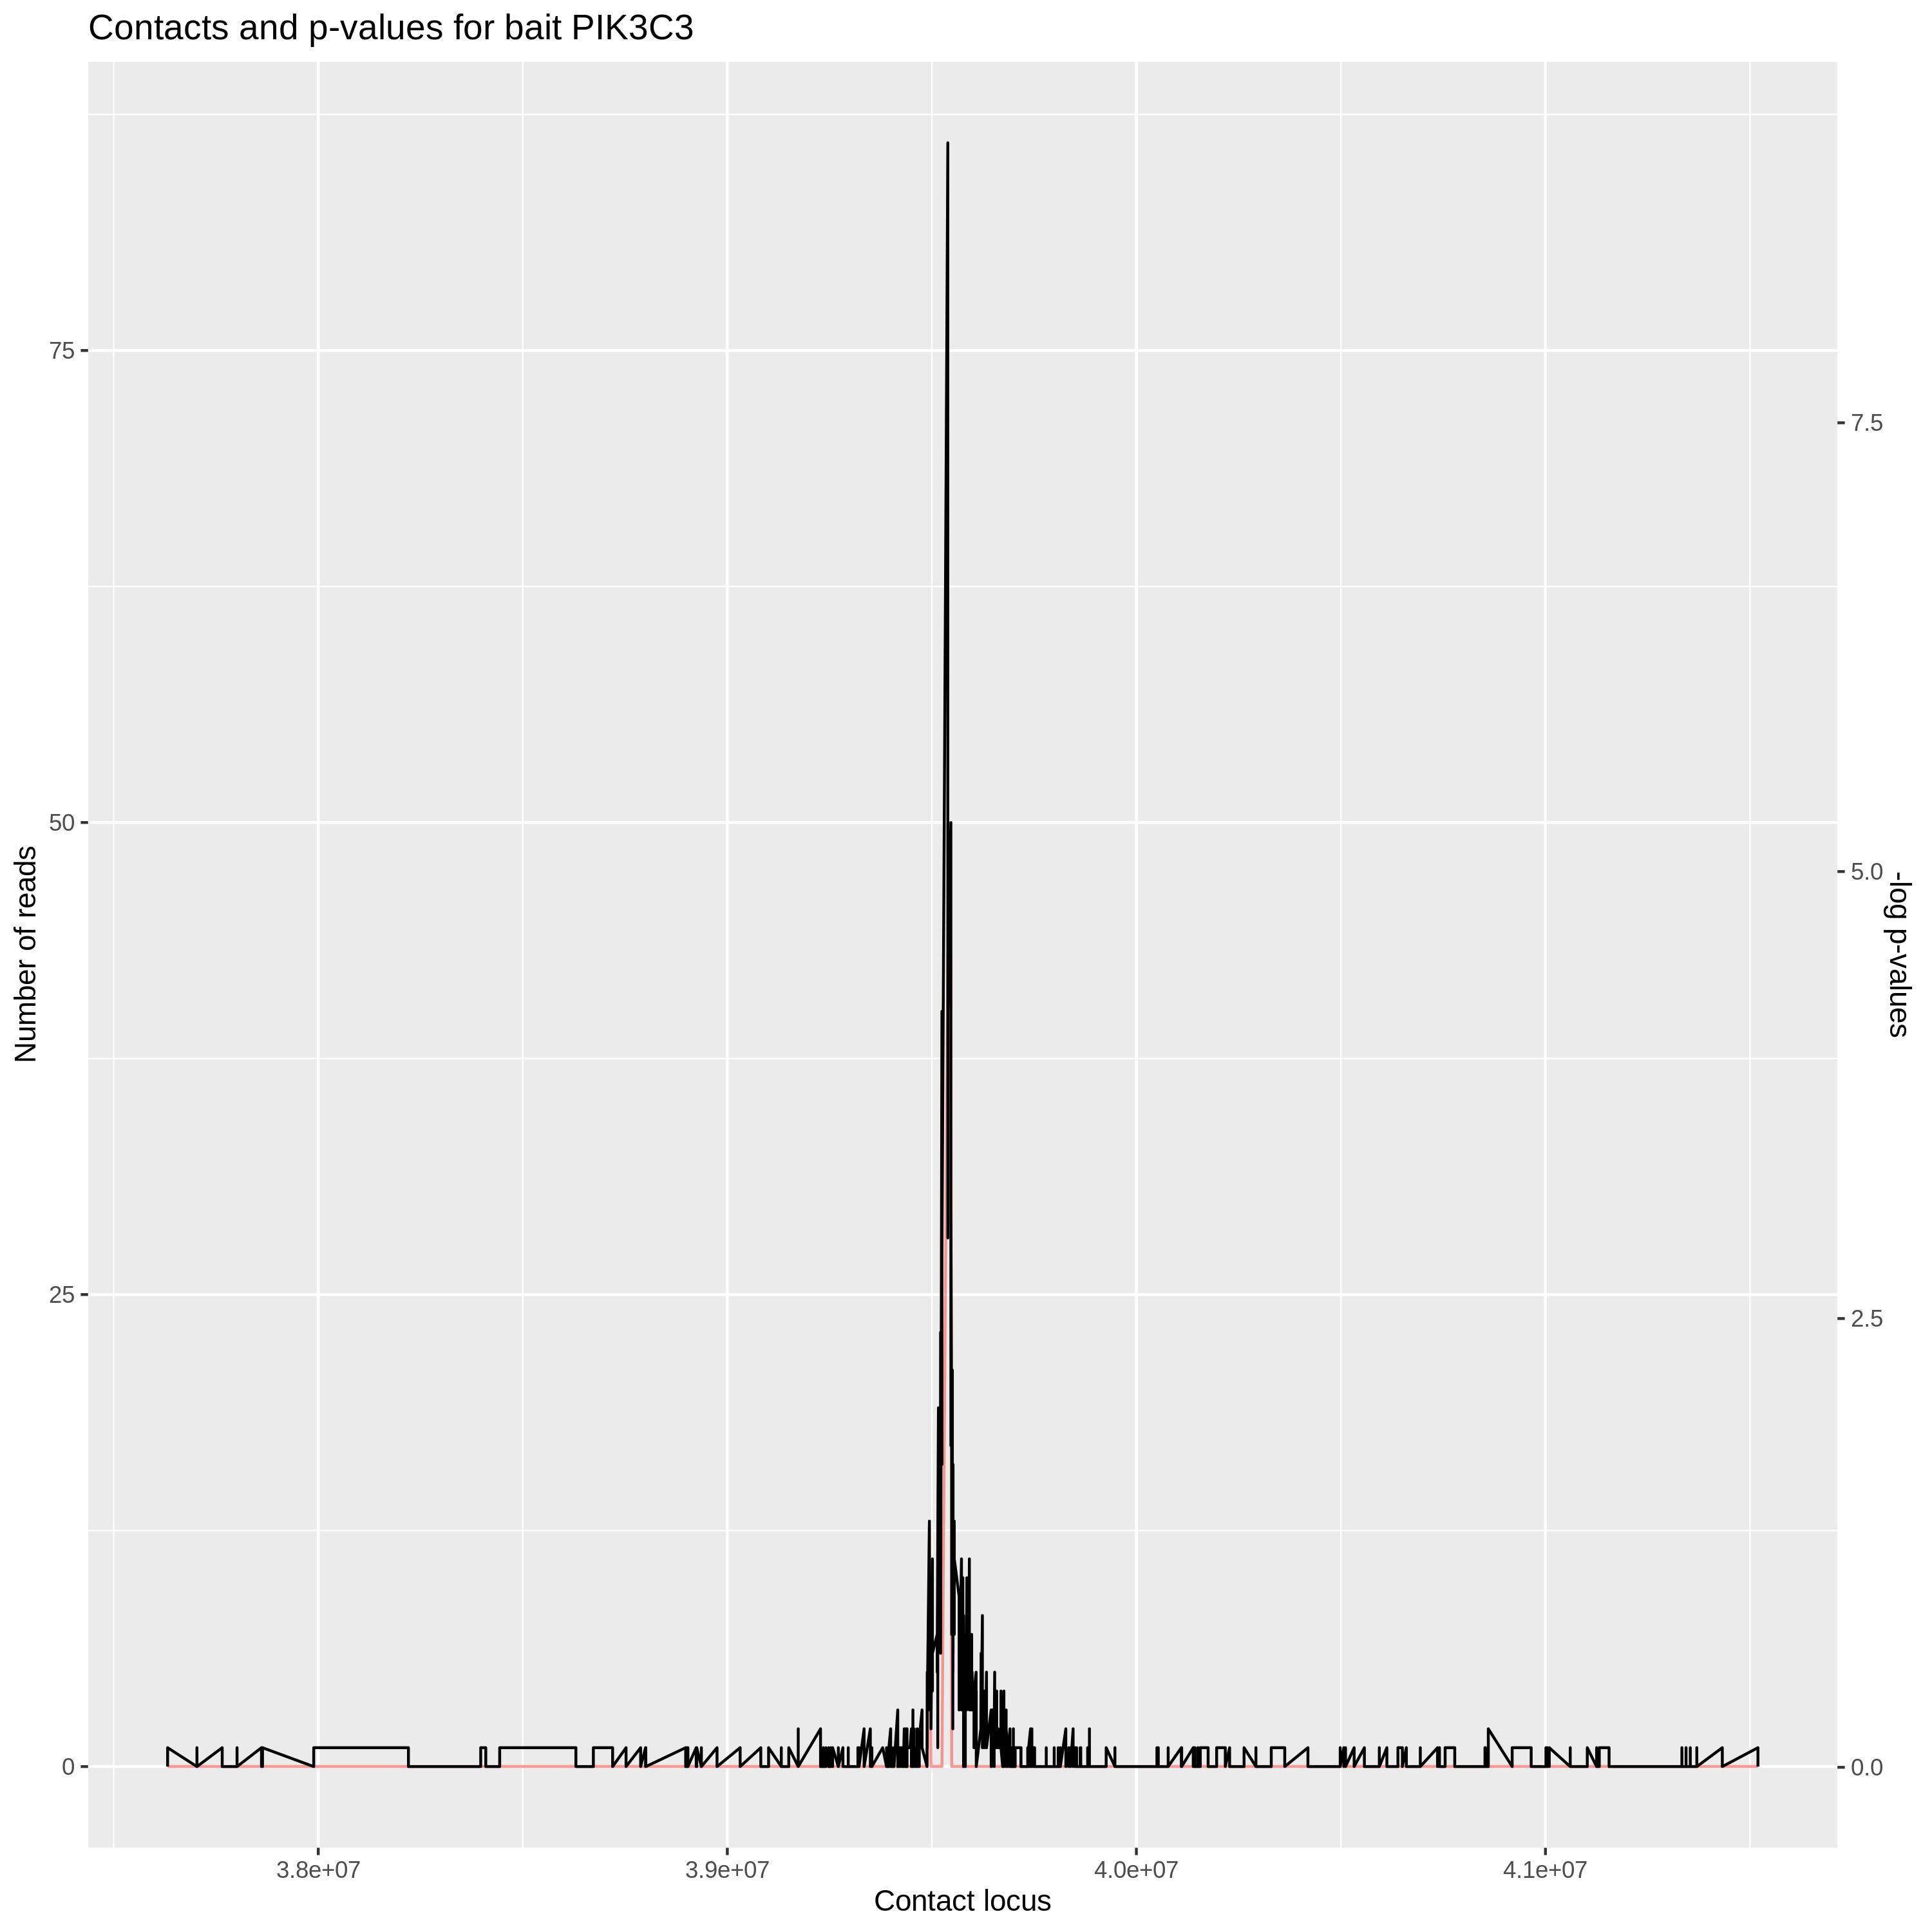 Contacts and p-values for bait PIK3C3
75
50
25
0
7.5
5.0
2.5
0.0
Number of reads
-log p-values
3.8e+07 3.9e+07 4.0e+07 4.1e+07
Contact locus